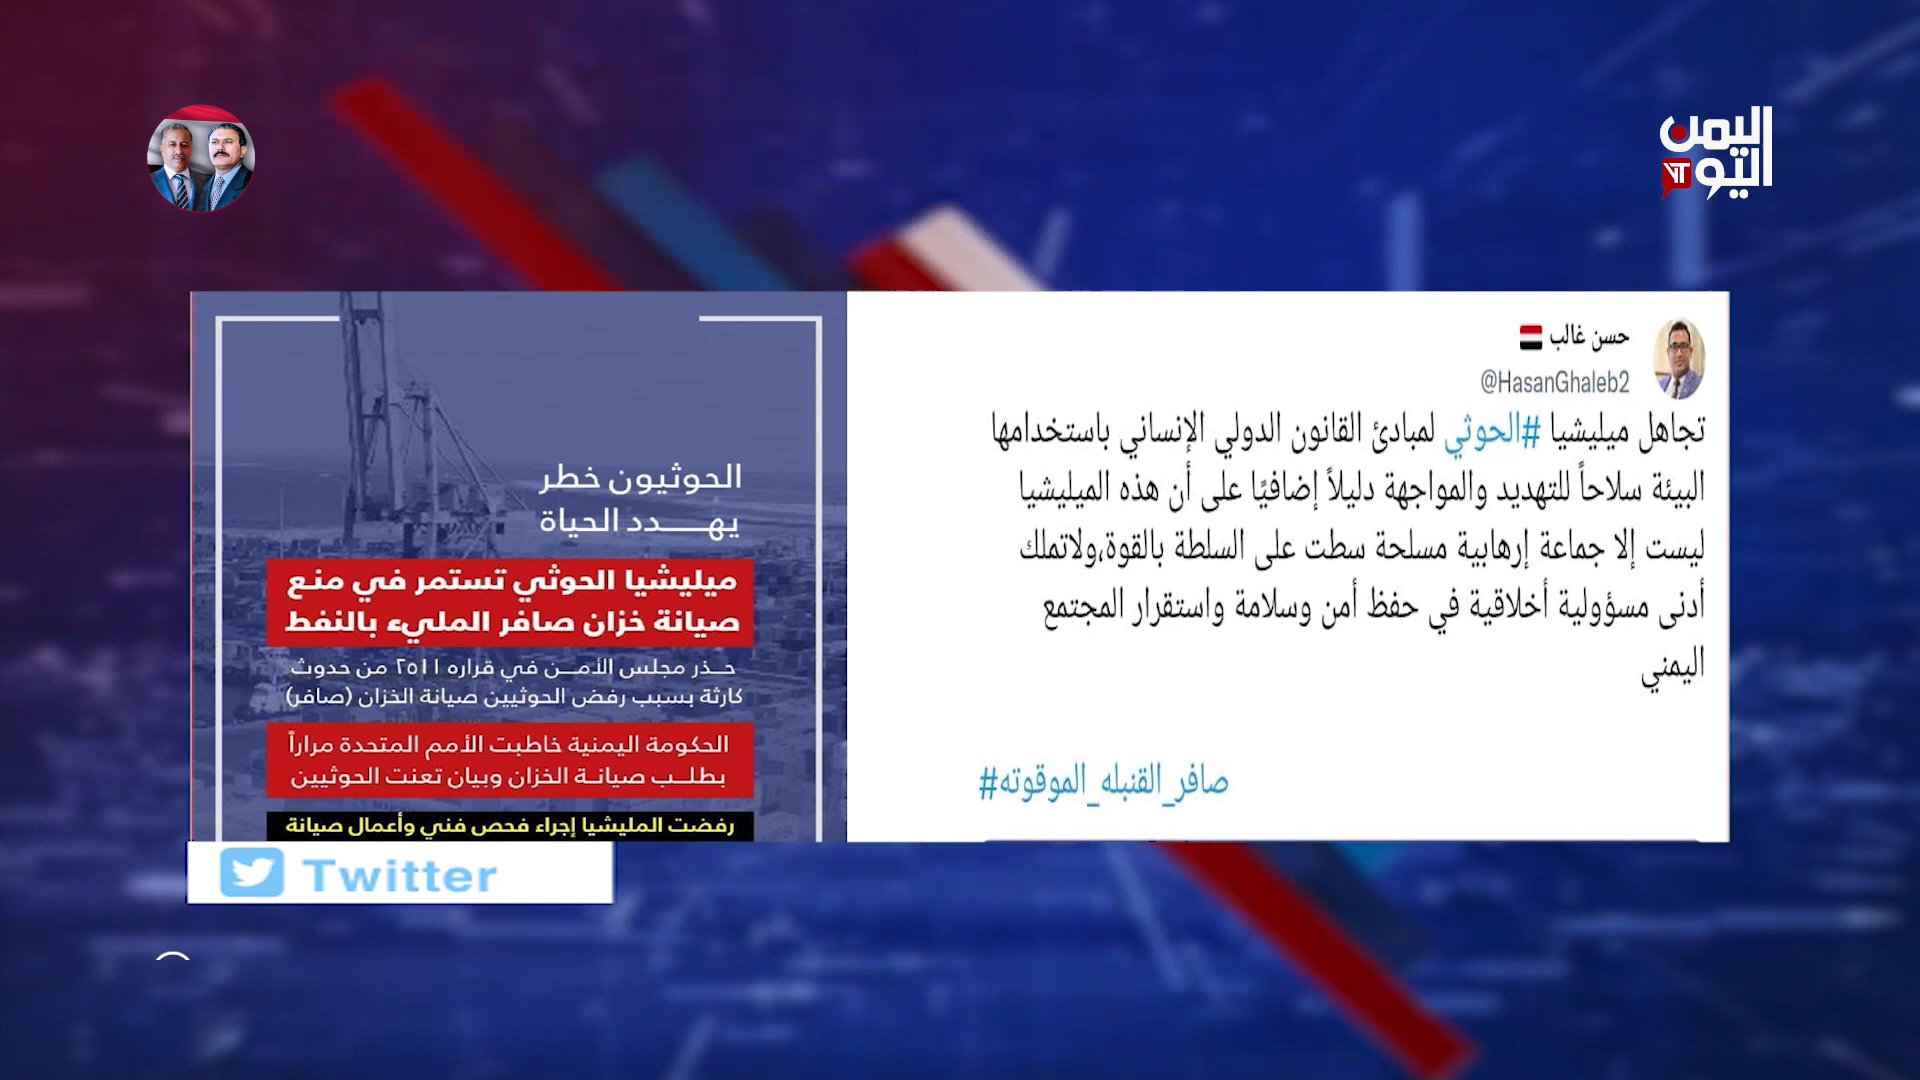 اليمن
اليوم
YT
حسن غالب
@HasanGhaleb2
تجاهل ميليشيا #الحوثي لمبادئ القانون الدولي الإنساني باستخدامها
البيئة سلاحاً للتهديد والمواجهة دليلاً إضافيًا على أن هذه الميليشيا
ليست إلا جماعة إرهابية مسلحة سطت على السلطة بالقوة،ولاتملك
أدنى مسؤولية أخلاقية في حفظ أمن وسلامة واستقرار المجتمع
اليمني
#صافر_القنبله_الموقوته
الحوثيون خطر
يهـــدد الحياة
ميليشيا الحوثي تستمر في منع
صيانة خزان صافر المليء بالنفط
حــذر مجلس الأمــن في قراره ٢٥١١ من حدوث
كارثة بسبب رفض الحوثيين صيانة الخزان (صافر)
الحكومة اليمنية خاطبت الأمم المتحدة مراراً
بطلــب صيانــة الخزان وبيان تعنت الحوثيين
رفضت المليشيا إجراء فحص فني وأعمال صيانة
Twitter